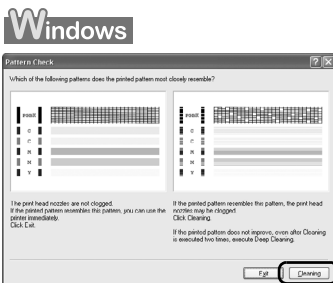 Windows
Pattern Check
Which of the following patterns does the printed pattern most closely resemble?
PGBK
C
C
M
M
Y
PGBK
C
C
M
M
Y
The print head nozzles are not clogged.
If the printed pattern resembles this pattern, you can use the
printer immediately.
Click Exit.
If the printed pattern resembles this pattern, the print head
nozzles may be clogged.
Click Cleaning.
If the printed pattern does not improve, even after Cleaning
is executed two times, execute Deep Cleaning.
Exit
Cleaning